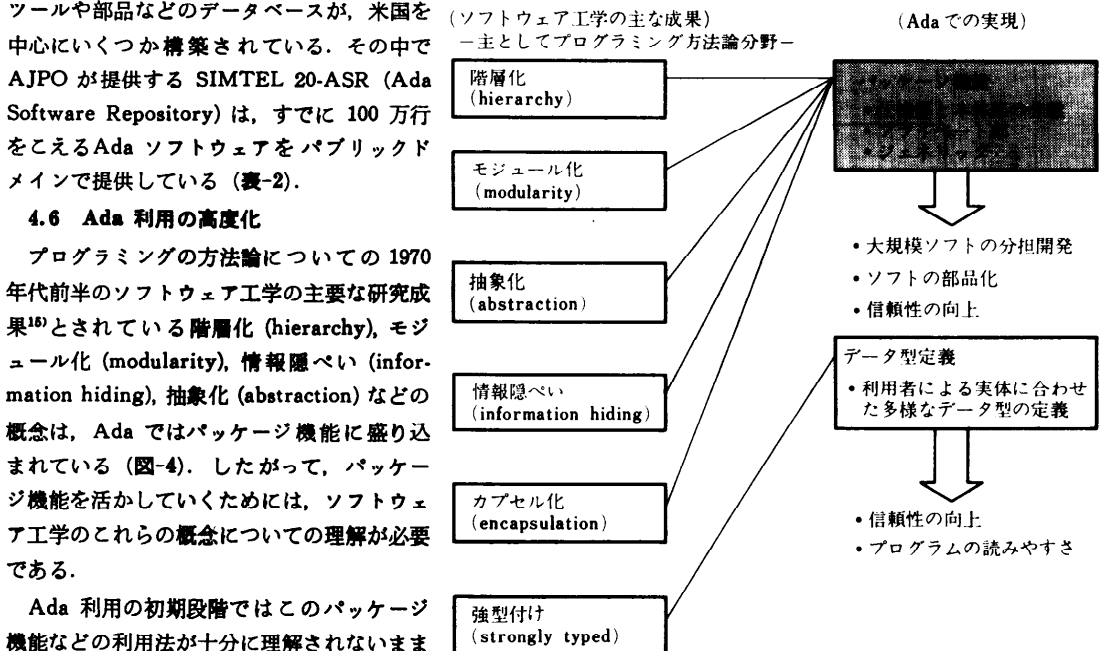 ツールや部品などのデータベースが，米国を
中心にいくつか構築されている．その中で
AJPO が提供する SIMTEL 20-ASR (Ada
Software Repository) は，すでに 100 万行
をこえるAda ソフトウェアを パブリックド
メインで提供している (表-2)．
4.6 Ada 利用の高度化
プログラミングの方法論についての 1970
年代前半のソフトウェア工学の主要な研究成
果15)とされている階層化 (hierarchy), モジ
ュール化 (modularity), 情報隠ぺい (infor-
mation hiding), 抽象化 (abstraction) などの
概念は， Ada ではパッケージ機能に盛り込
まれている (図-4)． したがって， パッケー
ジ機能を活かしていくためには， ソフトウェ
ア工学のこれらの概念についての理解が必要
である．
Ada 利用の初期段階ではこのパッケージ
機能などの利用法が十分に理解されないまま
(ソフトウェア工学の主な成果)
－主としてプログラミング方法論分野－
階層化
(hierarchy)
モジュール化
(modularity)
抽象化
(abstraction)
情報隠ぺい
(information hiding)
カプセル化
(encapsulation)
強型付け
(strongly typed)
(Ada での実現)
• 大規模ソフトの分担開発
• ソフトの部品化
• 信頼性の向上
データ型定義
• 利用者による実体に合わせ
た多様なデータ型の定義
• 信頼性の向上
• プログラムの読みやすさ